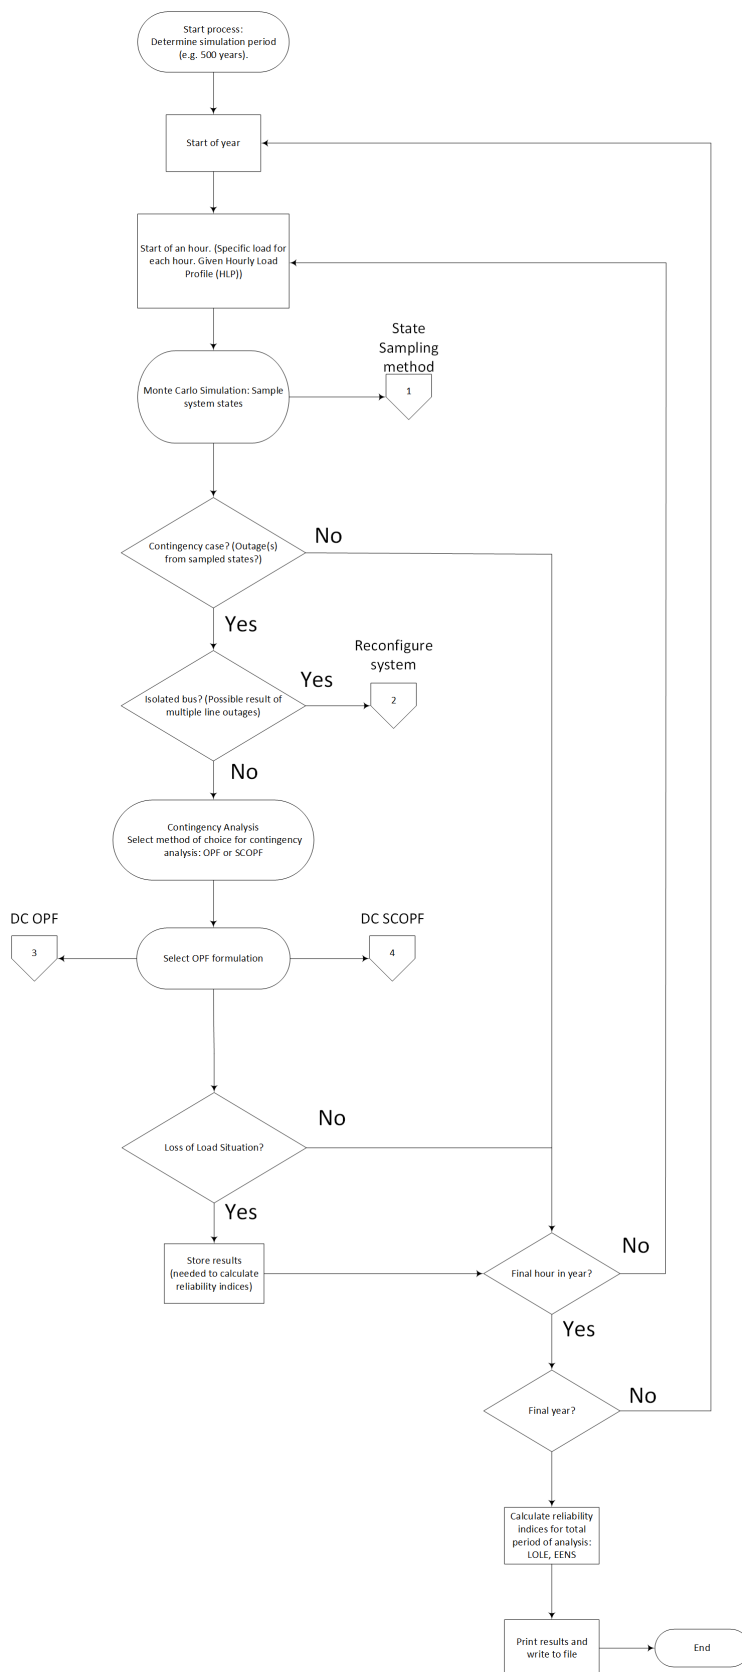 Start process:
Determine simulation period
(e.g. 500 years).
Start of year
Start of an hour. (Specific load for
each hour. Given Hourly Load
Profile (HLP))
State
Sampling
method
1
Monte Carlo Simulation: Sample
system states
No
Contingency case? (Outage(s)
from sampled states?)
Yes
Reconfigure
system
2
Yes
Isolated bus? (Possible result of
multiple line outages)
No
Contingency Analysis
Select method of choice for contingency
analysis: OPF or SCOPF
DC OPF
3
DC SCOPF
4
Select OPF formulation
No
Loss of Load Situation?
Yes
Store results
(needed to calculate
reliability indices)
No
Final hour in year?
Yes
No
Final year?
Calculate reliability
indices for total
period of analysis:
LOLE, EENS
Print results and
write to file
End